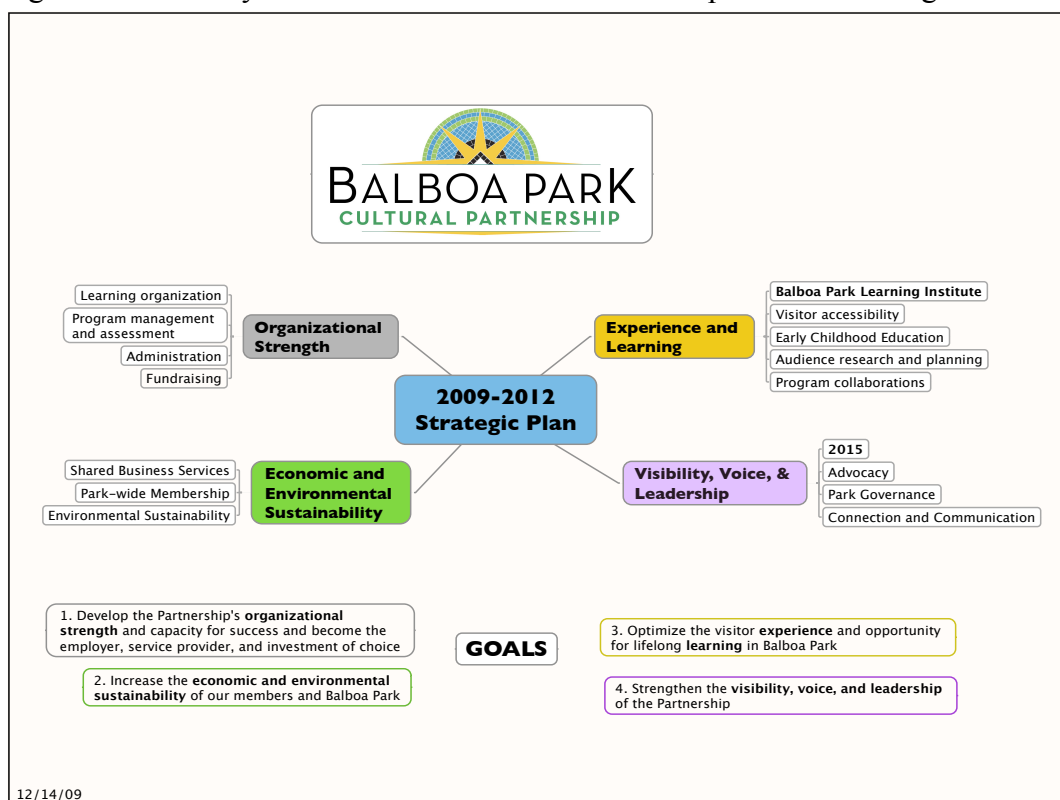 BALBOA PARK
CULTURAL PARTNERSHIP
Learning organization
Program management
and assessment
Administration
Fundraising
Organizational
Strength
Experience and
Learning
Balboa Park Learning Institute
Visitor accessibility
Early Childhood Education
Audience research and planning
Program collaborations
2009-2012
Strategic Plan
Shared Business Services
Park-wide Membership
Environmental Sustainability
Economic and
Environmental
Sustainability
Visibility, Voice, &
Leadership
2015
Advocacy
Park Governance
Connection and Communication
1. Develop the Partnership's organizational
strength and capacity for success and become the
employer, service provider, and investment of choice
2. Increase the economic and environmental
sustainability of our members and Balboa Park
GOALS
3. Optimize the visitor experience and opportunity
for lifelong learning in Balboa Park
4. Strengthen the visibility, voice, and leadership
of the Partnership
12/14/09